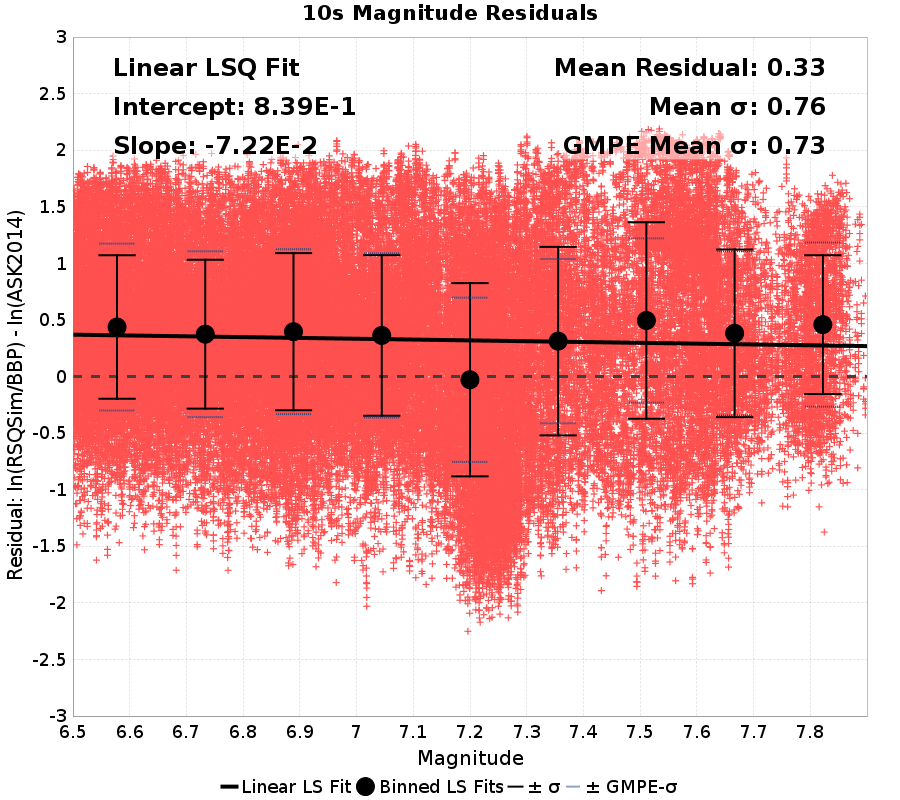 10s Magnitude Residuals
Linear LSQ Fit
Intercept: 8.39E-1
Slope: -7.22E-2
Mean Residual: 0.33
Mean σ: 0.76
GMPE Mean σ: 0.73
Residual: ln(RSQSim/BBP) - ln(ASK2014)
3
2.5
2
1.5
1
0.5
0
-0.5
-1
-1.5
-2
-2.5
-3
6.5 6.6 6.7 6.8 6.9 7 7.1 7.2 7.3 7.4 7.5 7.6 7.7 7.8
Magnitude
Linear LS Fit Binned LS Fits ± σ ± GMPE-σ